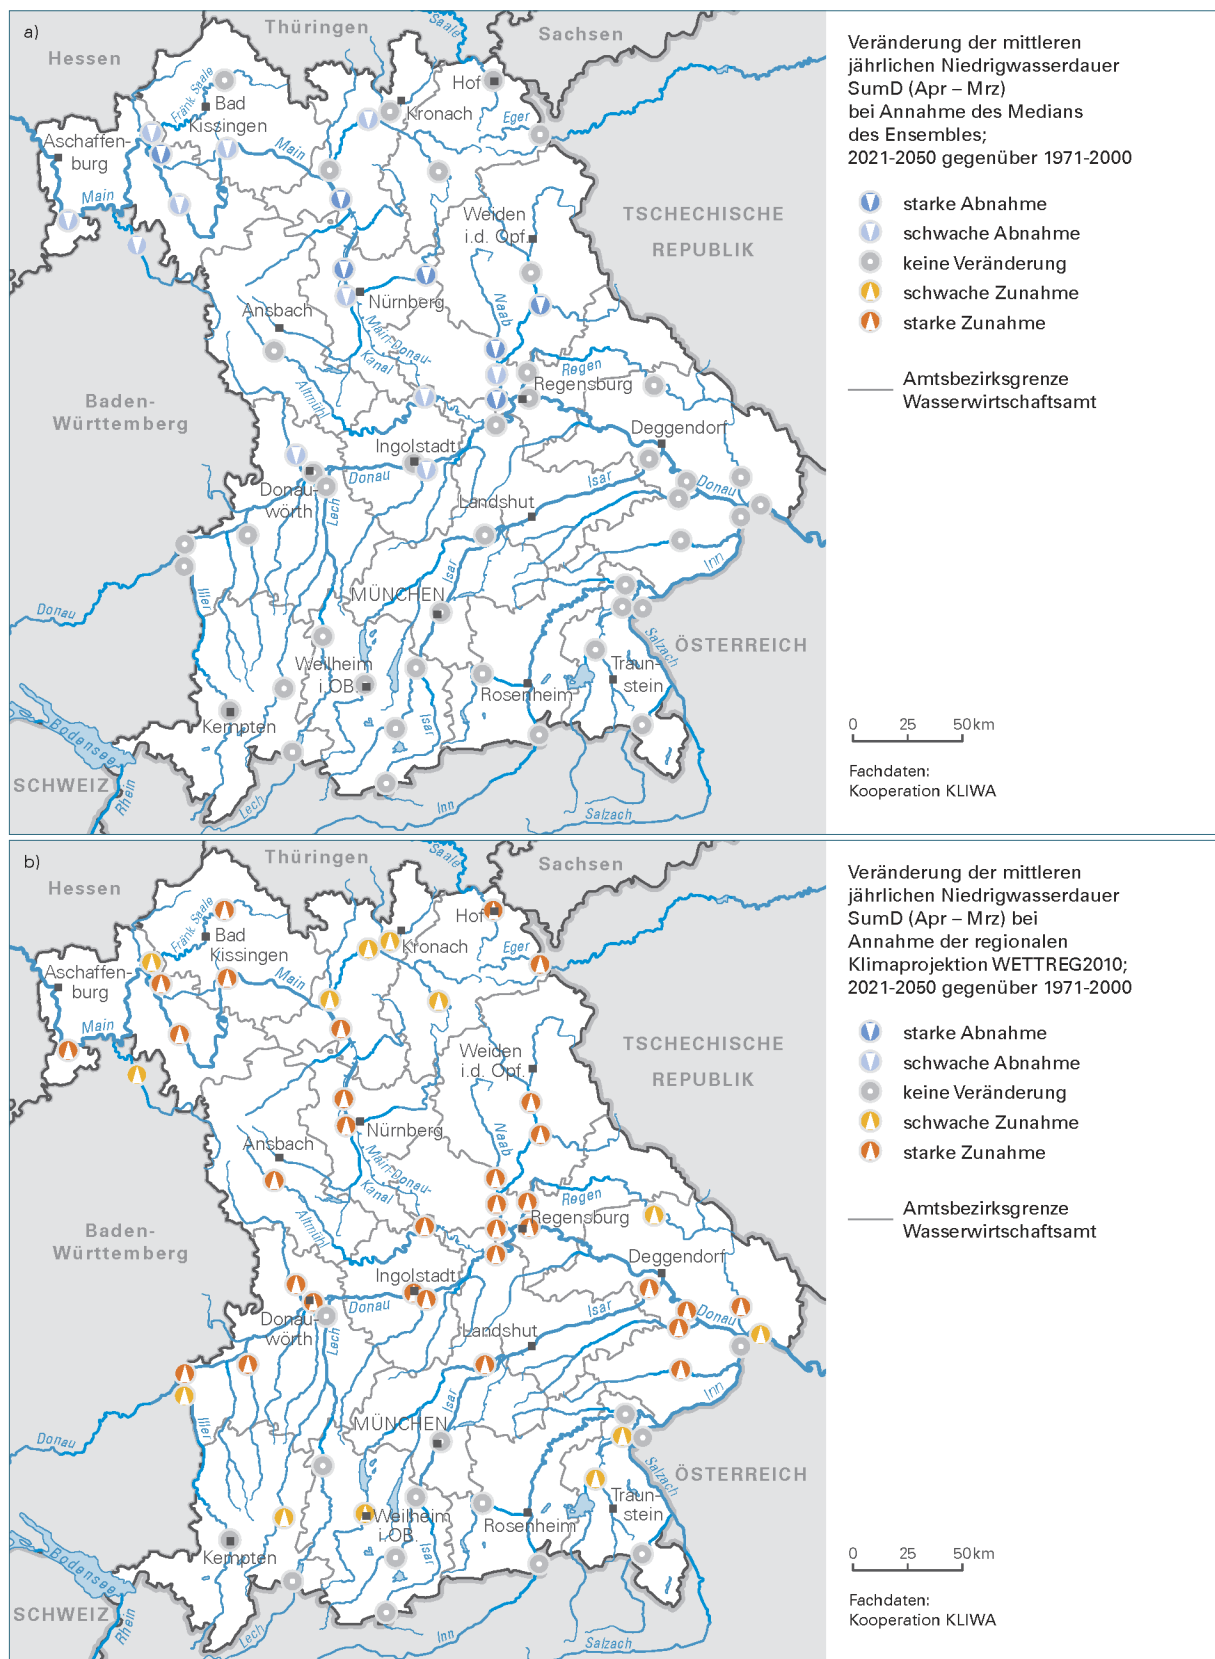 a)
Thüringen
Saale
Sachsen
Hessen
Hof
Fränk Saale
Bad
Kissingen
Kronach
Eger
Aschaffen-
burg
Main
Main
Weiden
i.d. Opf.
TSCHECHISCHE
REPUBLIK
Nürnberg
Naab
Ansbach
Main-Donau-
Kanal
Regen
Regensburg
Altmühl
Baden-
Württemberg
Deggendorf
Ingolstadt
Donau
Isar
Donau
Donau-
wörth
Lech
Landshut
Inn
Isar
Iller
MÜNCHEN
Donau
Salzach
ÖSTERREICH
Weilheim
i.OB.
Traun-
stein
Rosenheim
Kempten
Isar
Bodensee
SCHWEIZ
Rhein
Lech
Inn
Salzach
Veränderung der mittleren
jährlichen Niedrigwasserdauer
SumD (Apr – Mrz)
bei Annahme des Medians
des Ensembles;
2021-2050 gegenüber 1971-2000
starke Abnahme
schwache Abnahme
keine Veränderung
schwache Zunahme
starke Zunahme
Amtsbezirksgrenze
Wasserwirtschaftsamt
0 25 50 km
Fachdaten:
Kooperation KLIWA
b)
Thüringen
Saale
Sachsen
Hessen
Hof
Fränk Saale
Bad
Kissingen
Kronach
Eger
Aschaffen-
burg
Main
Main
Weiden
i.d. Opf.
TSCHECHISCHE
REPUBLIK
Nürnberg
Naab
Ansbach
Main-Donau-
Kanal
Regen
Regensburg
Altmühl
Baden-
Württemberg
Deggendorf
Ingolstadt
Donau
Isar
Donau
Donau-
wörth
Lech
Landshut
Inn
Isar
Iller
MÜNCHEN
Donau
Salzach
ÖSTERREICH
Weilheim
i.OB.
Traun-
stein
Rosenheim
Kempten
Isar
Bodensee
SCHWEIZ
Rhein
Lech
Inn
Salzach
Veränderung der mittleren
jährlichen Niedrigwasserdauer
SumD (Apr – Mrz) bei
Annahme der regionalen
Klimaprojektion WETTREG2010;
2021-2050 gegenüber 1971-2000
starke Abnahme
schwache Abnahme
keine Veränderung
schwache Zunahme
starke Zunahme
Amtsbezirksgrenze
Wasserwirtschaftsamt
0 25 50 km
Fachdaten:
Kooperation KLIWA